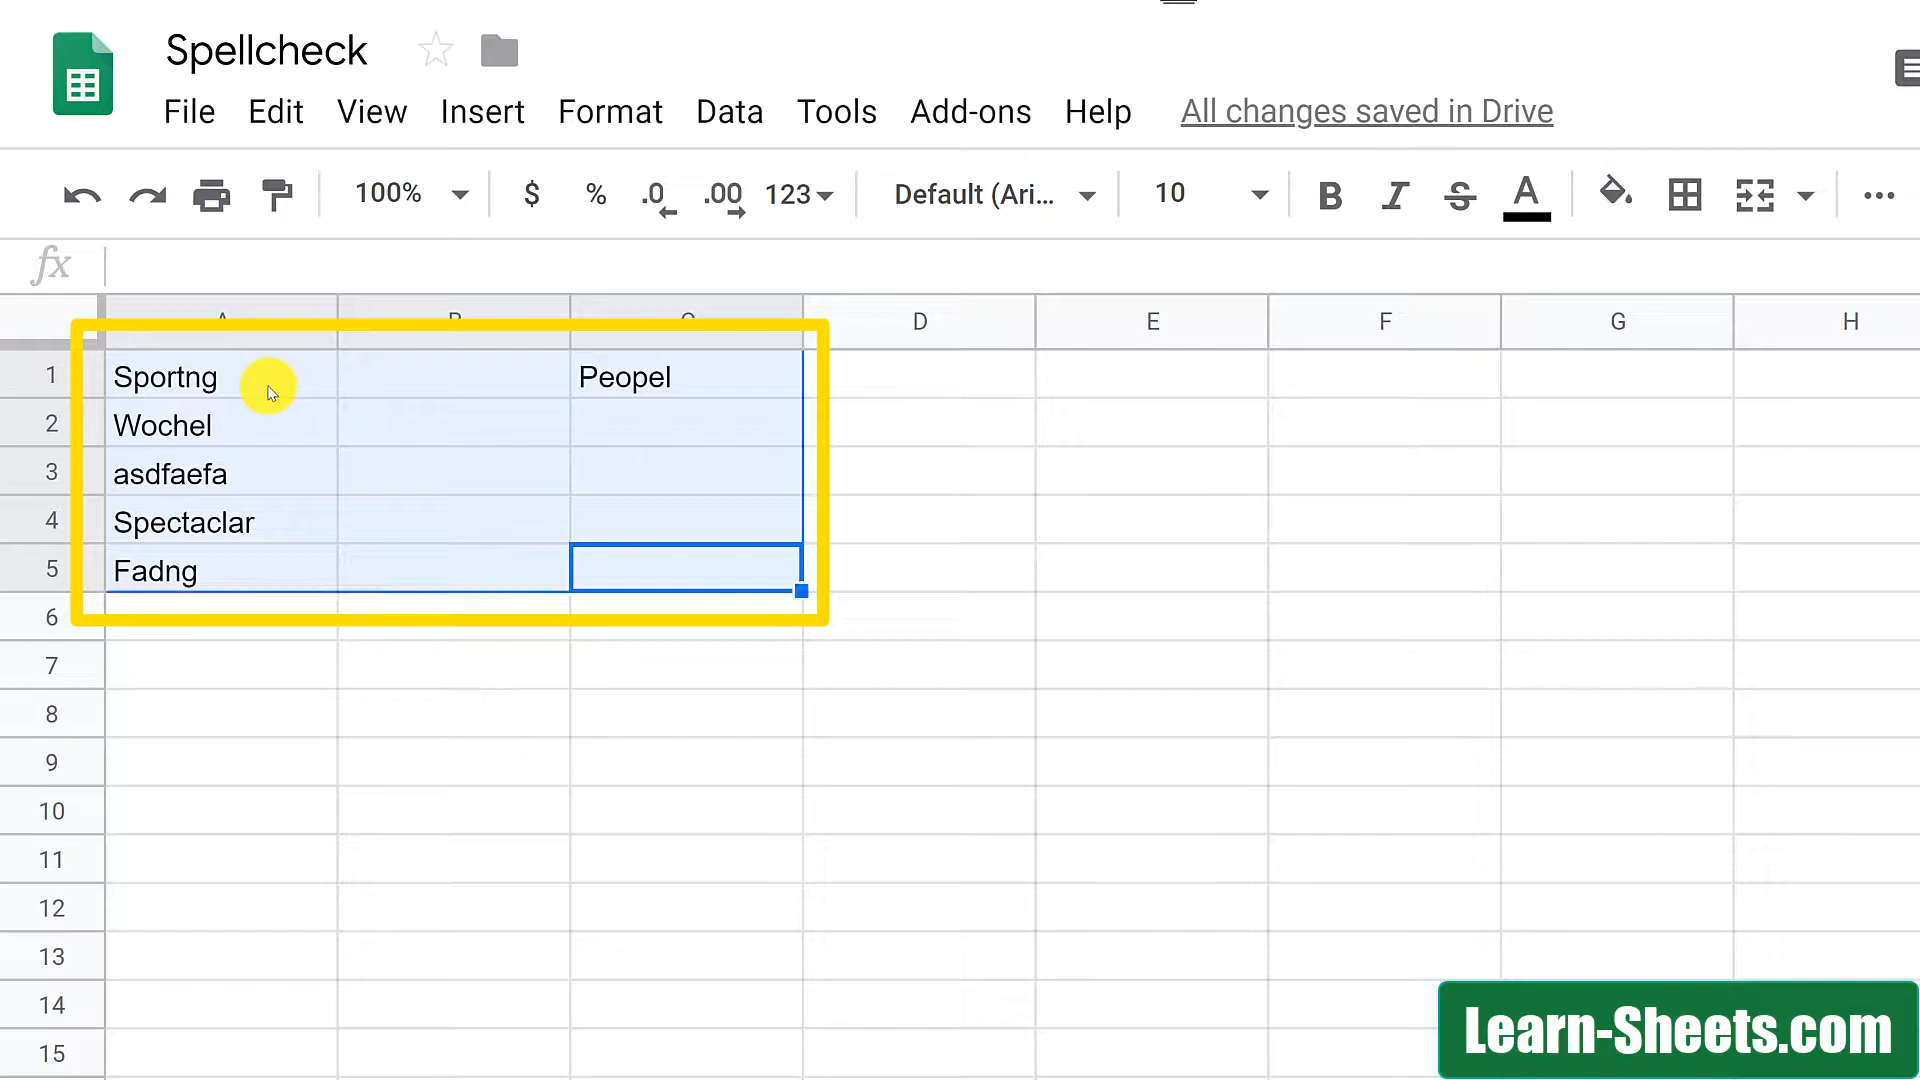 Spellcheck
File Edit View Insert Format Data Tools Add-ons Help All changes saved in Drive
100% $ % .0 .00 123 Default (Ari... 10 B I S A ...
fx
A B C D E F G H
1 Sportng Peopel
2 Wochel
3 asdfaefa
4 Spectaclar
5 Fadng
6
7
8
9
10
11
12
13
14
15
Learn-Sheets.com